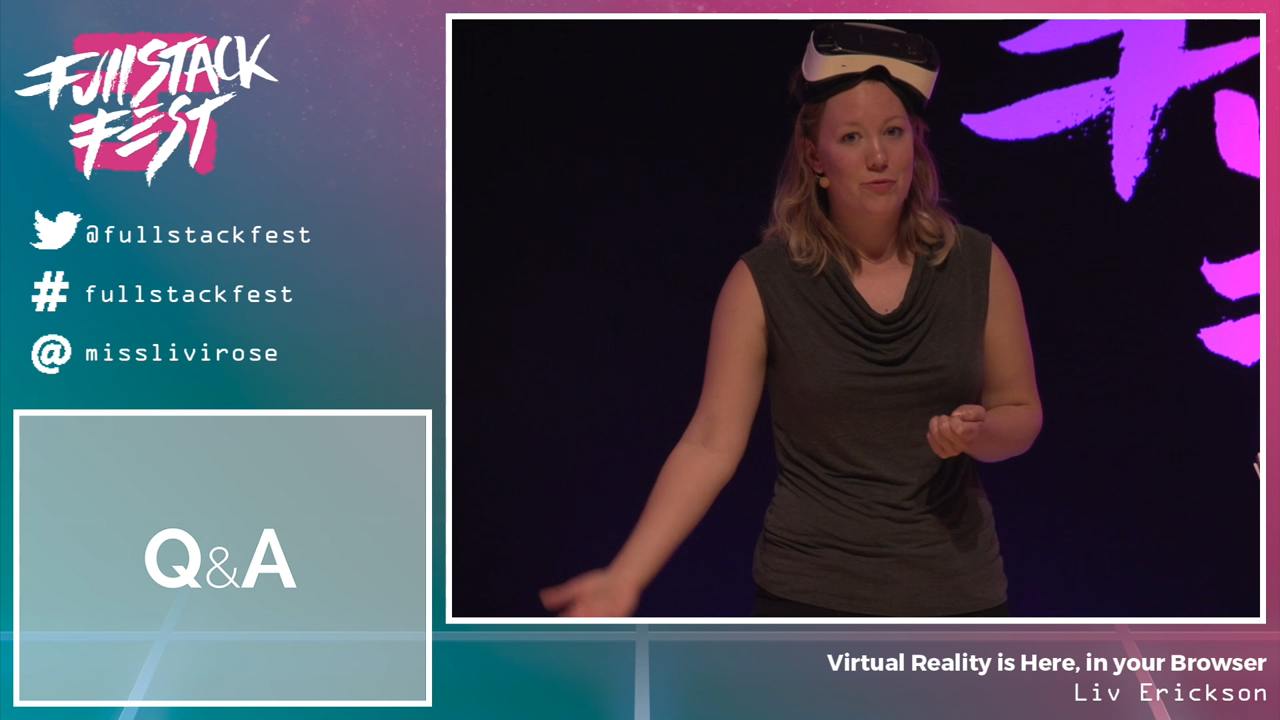 FullStack
Fest
@fullstackfest
# fullstackfest
@ misslivirose
Q&A
Virtual Reality is Here, in your Browser
Liv Erickson